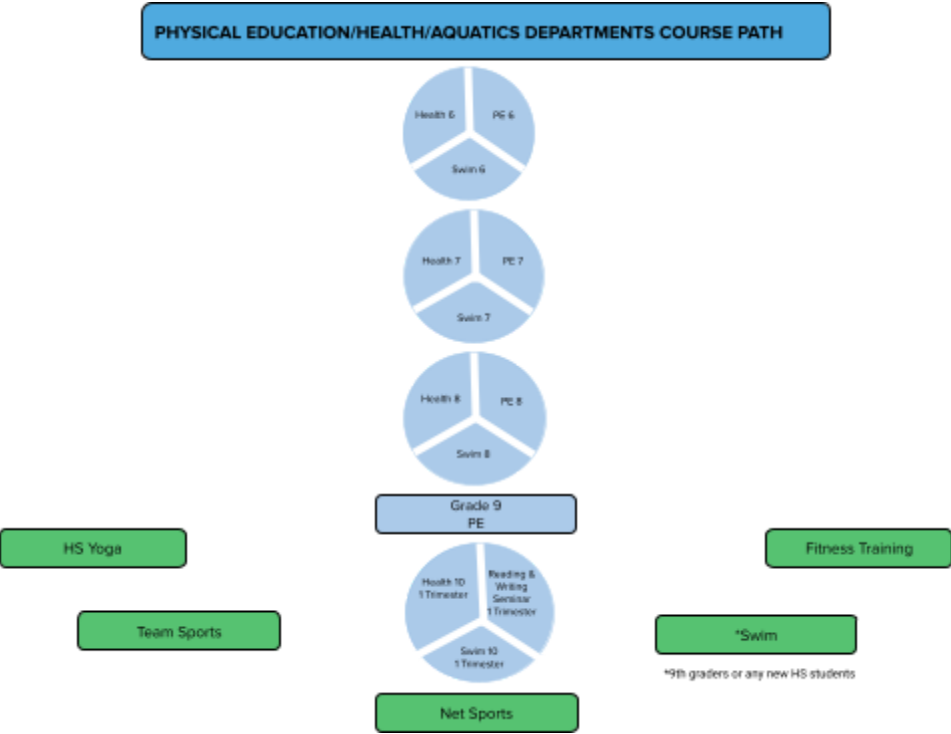 PHYSICAL EDUCATION/HEALTH/AQUATICS DEPARTMENTS COURSE PATH
Health 6
PE 6
Swim 6
Health 7
PE 7
Swim 7
Health 8
PE 8
Swim 8
Grade 9
PE
HS Yoga
Fitness Training
Health 10
1 Trimester
Reading &
Writing
Seminar
1 Trimester
Team Sports
*Swim
Swim 10
1 Trimester
*9th graders or any new HS students
Net Sports